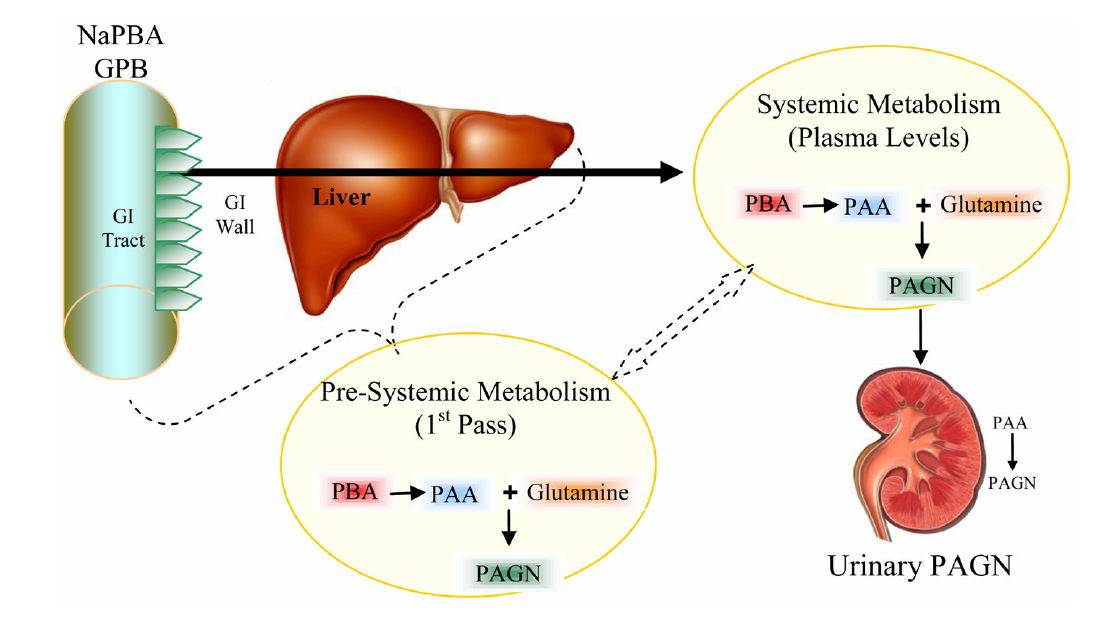 NaPBA
GPB
GI
Tract
GI
Wall
Liver
Systemic Metabolism
(Plasma Levels)
PBA PAA + Glutamine
PAGN
Pre-Systemic Metabolism
(1st Pass)
PBA PAA + Glutamine
PAGN
PAA
PAGN
Urinary PAGN